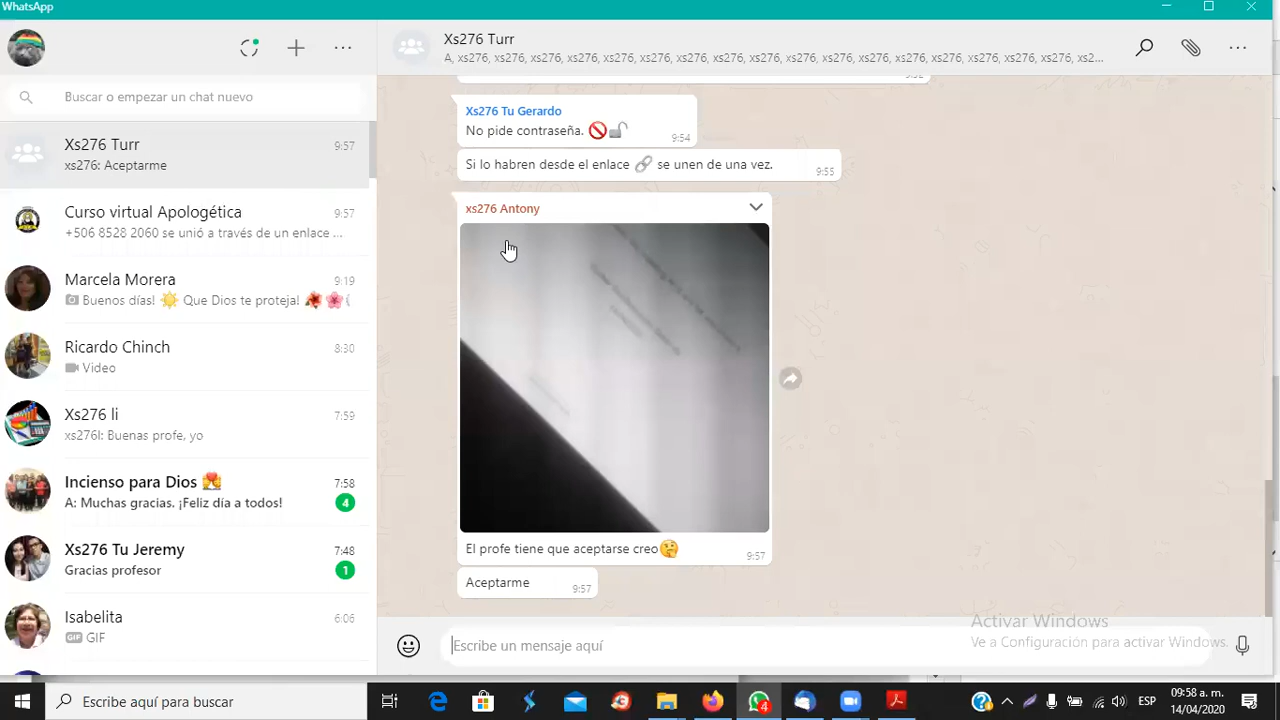 WhatsApp
Buscar o empezar un chat nuevo
Xs276 Turr
9:57
xs276: Aceptarme
Curso virtual Apologética
9:57
+506 8528 2060 se unió a través de un enlace ...
Marcela Morera
9:19
Buenos días! ☀️ Que Dios te proteja! 🌺🌸
Ricardo Chinch
8:30
Video
Xs276 li
7:59
xs276I: Buenas profe, yo
Incienso para Dios
7:58
A: Muchas gracias. ¡Feliz día a todos!
4
Xs276 Tu Jeremy
7:48
Gracias profesor
1
Isabelita
6:06
GIF GIF
Xs276 Turr
A, xs276, xs276, xs276, xs276, xs276, xs276, xs276, xs276, xs276, xs276, xs276, xs276, xs276, xs276, xs276, xs276, xs2...
Xs276 Tu Gerardo
No pide contraseña. 🚫🔓
9:54
Si lo habren desde el enlace 🔗 se unen de una vez.
9:55
xs276 Antony
El profe tiene que aceptarse creo🤔
9:57
Aceptarme
9:57
Activar Windows
Ve a Configuración para activar Windows.
Escribe un mensaje aquí
Escribe aquí para buscar
4
ESP
09:58 a. m.
14/04/2020